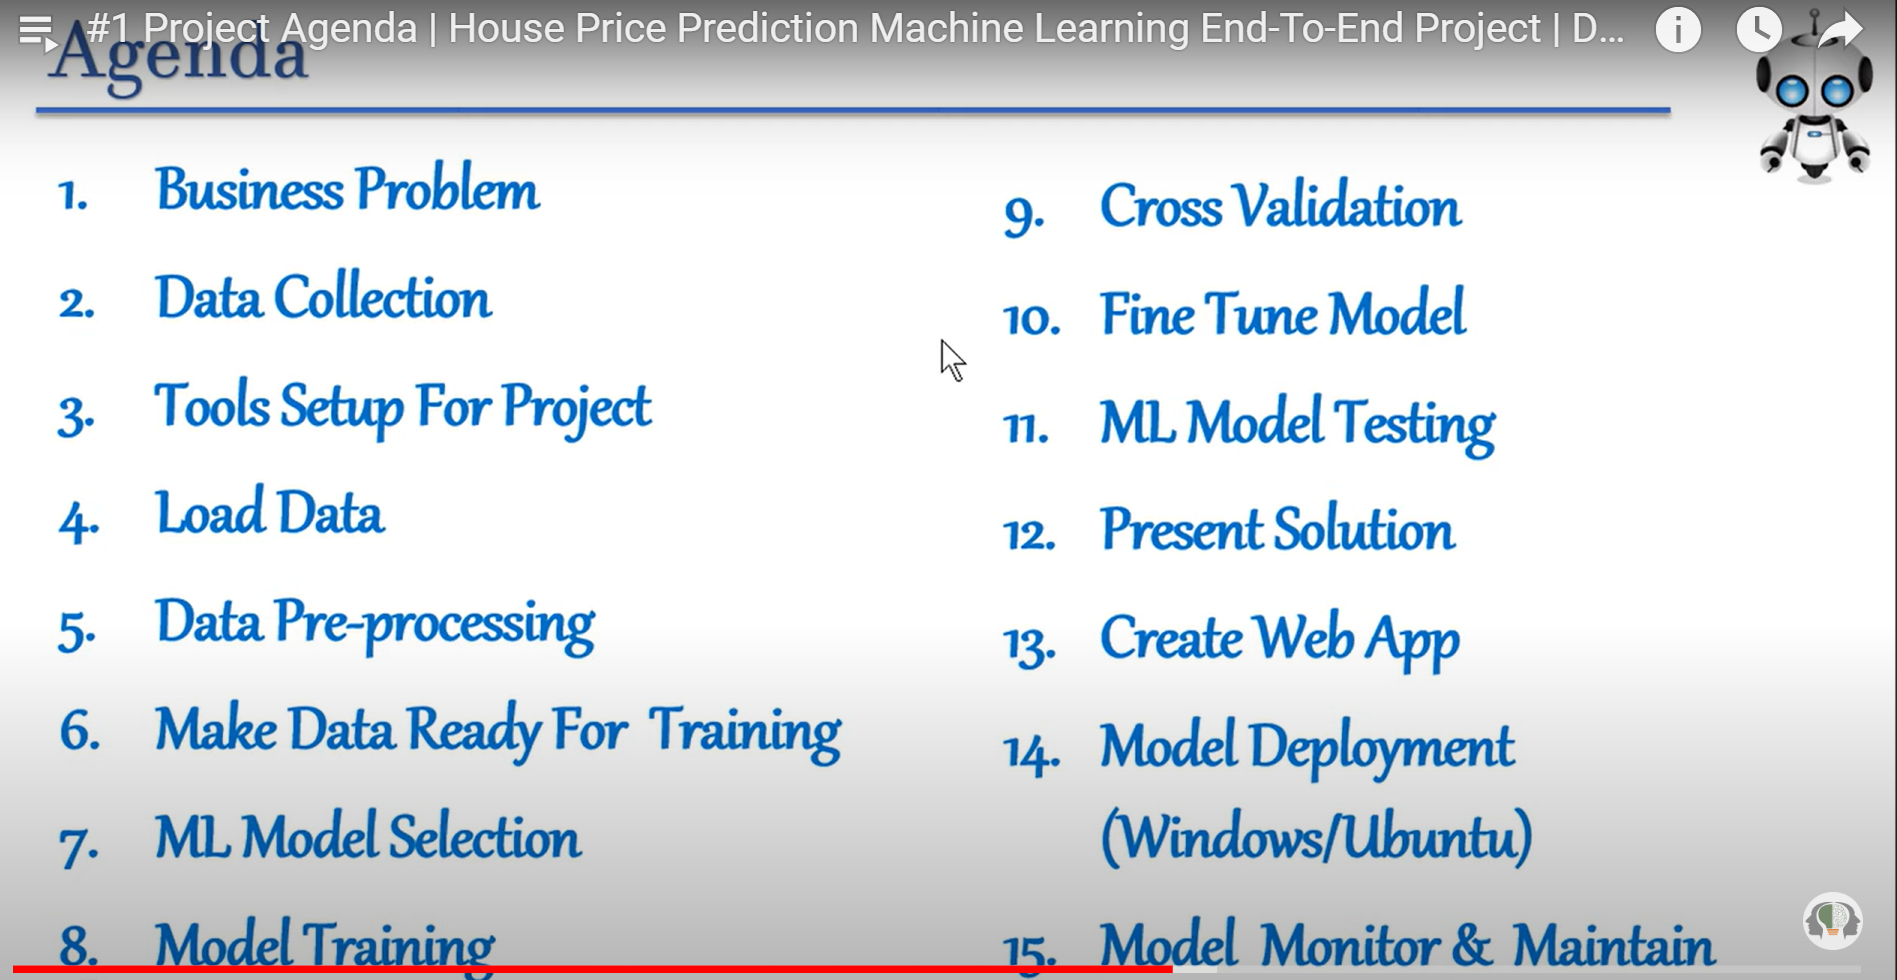 #1 Project Agenda | House Price Prediction Machine Learning End-To-End Project | D...
Agenda
1. Business Problem
2. Data Collection
3. Tools Setup For Project
4. Load Data
5. Data Pre-processing
6. Make Data Ready For Training
7. ML Model Selection
8. Model Training
9. Cross Validation
10. Fine Tune Model
11. ML Model Testing
12. Present Solution
13. Create Web App
14. Model Deployment
(Windows/Ubuntu)
15. Model Monitor & Maintain